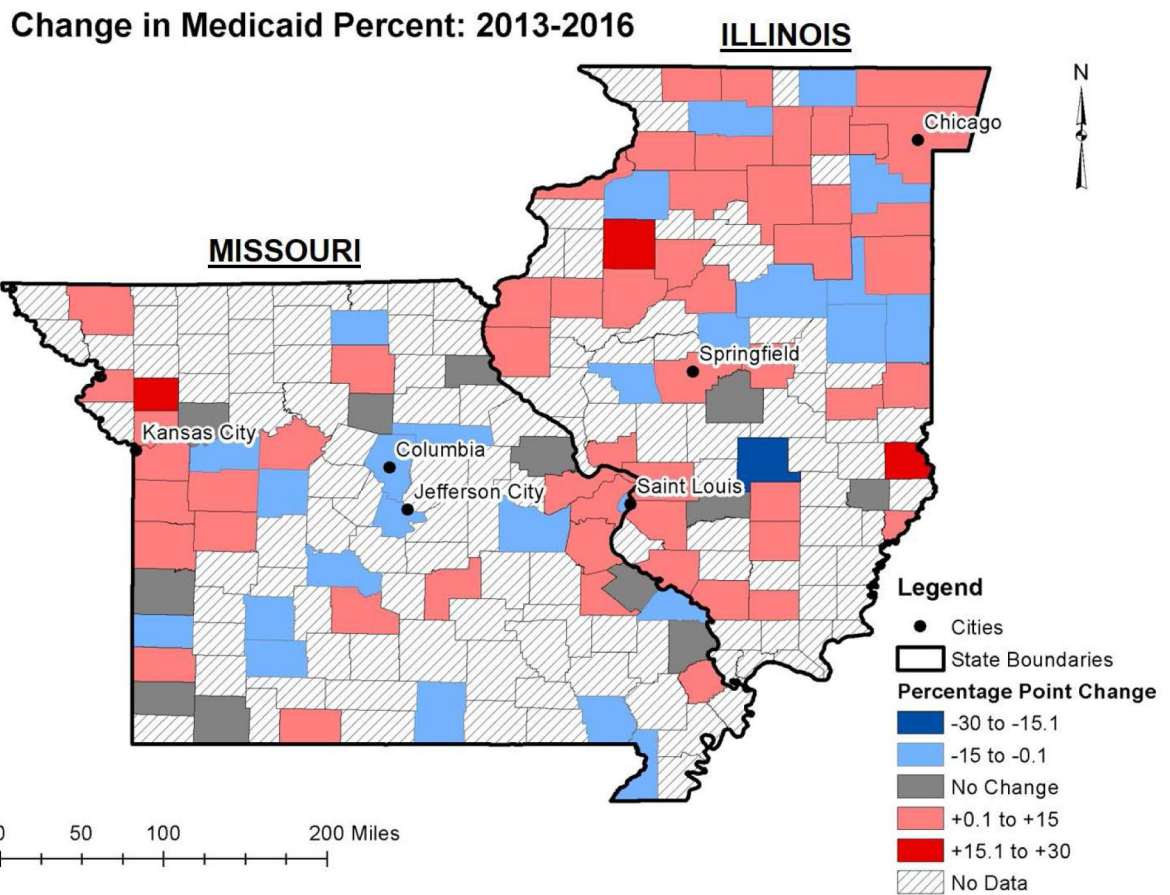 Change in Medicaid Percent: 2013-2016
ILLINOIS
N
Chicago
MISSOURI
Springfield
Kansas City
Columbia
Saint Louis
Jefferson City
Legend
Cities
State Boundaries
Percentage Point Change
-30 to -15.1
-15 to -0.1
No Change
+0.1 to +15
+15.1 to +30
No Data
0 50 100 200 Miles